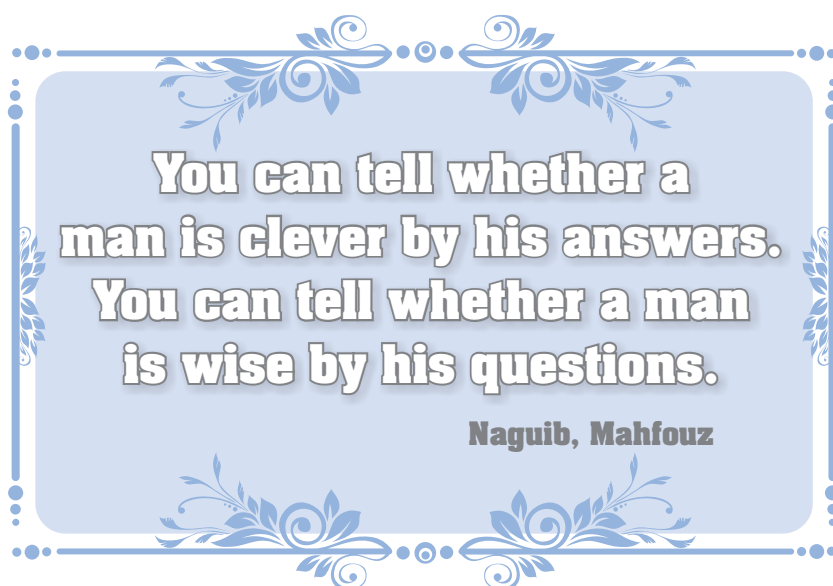 You can tell whether a
man is clever by his answers.
You can tell whether a man
is wise by his questions.
Naguib, Mahfouz